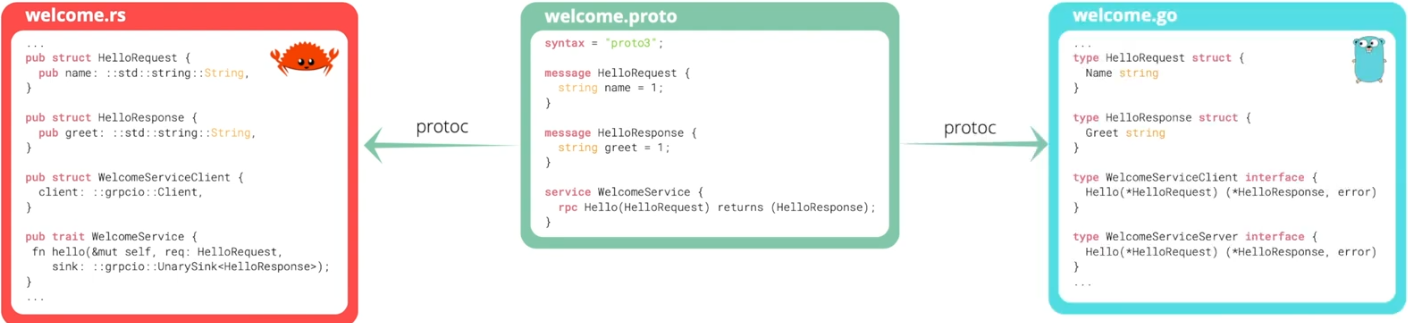 welcome.rs
...
pub struct HelloRequest {
  pub name: ::std::string::String,
}
pub struct HelloResponse {
  pub greet: ::std::string::String,
}
pub struct WelcomeServiceClient {
  client: ::grpcio::Client,
}
pub trait WelcomeService {
 fn hello(&mut self, req: HelloRequest,
    sink: ::grpcio::UnarySink<HelloResponse>);
}
...
protoc
welcome.proto
syntax = "proto3";
message HelloRequest {
  string name = 1;
}
message HelloResponse {
  string greet = 1;
}
service WelcomeService {
  rpc Hello(HelloRequest) returns (HelloResponse);
}
protoc
welcome.go
...
type HelloRequest struct {
  Name string
}
type HelloResponse struct {
  Greet string
}
type WelcomeServiceClient interface {
  Hello(*HelloRequest) (*HelloResponse, error)
}
type WelcomeServiceServer interface {
  Hello(*HelloRequest) (*HelloResponse, error)
}
...